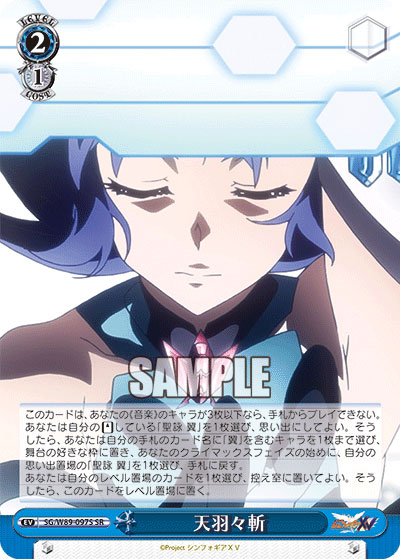 LEVEL
2
1
COST
SAMPLE
このカードは、あなたの《音楽》のキャラが3枚以下なら、手札からプレイできない。
あなたは自分の している「聖詠 翼」を1枚選び、思い出にしてよい。そう
したら、あなたは自分の手札のカード名に「翼」を含むキャラを1枚まで選び、
舞台の好きな枠に置き、あなたのクライマックスフェイズの始めに、自分
の思い出置場の「聖詠 翼」を1枚選び、手札に戻す。
あなたは自分のレベル置場のカードを1枚選び、控え室に置いてよい。そう
したら、このカードをレベル置場に置く。
EV
SG/W89-097S SR
天羽々斬
XV
©Project シンフォギアXV